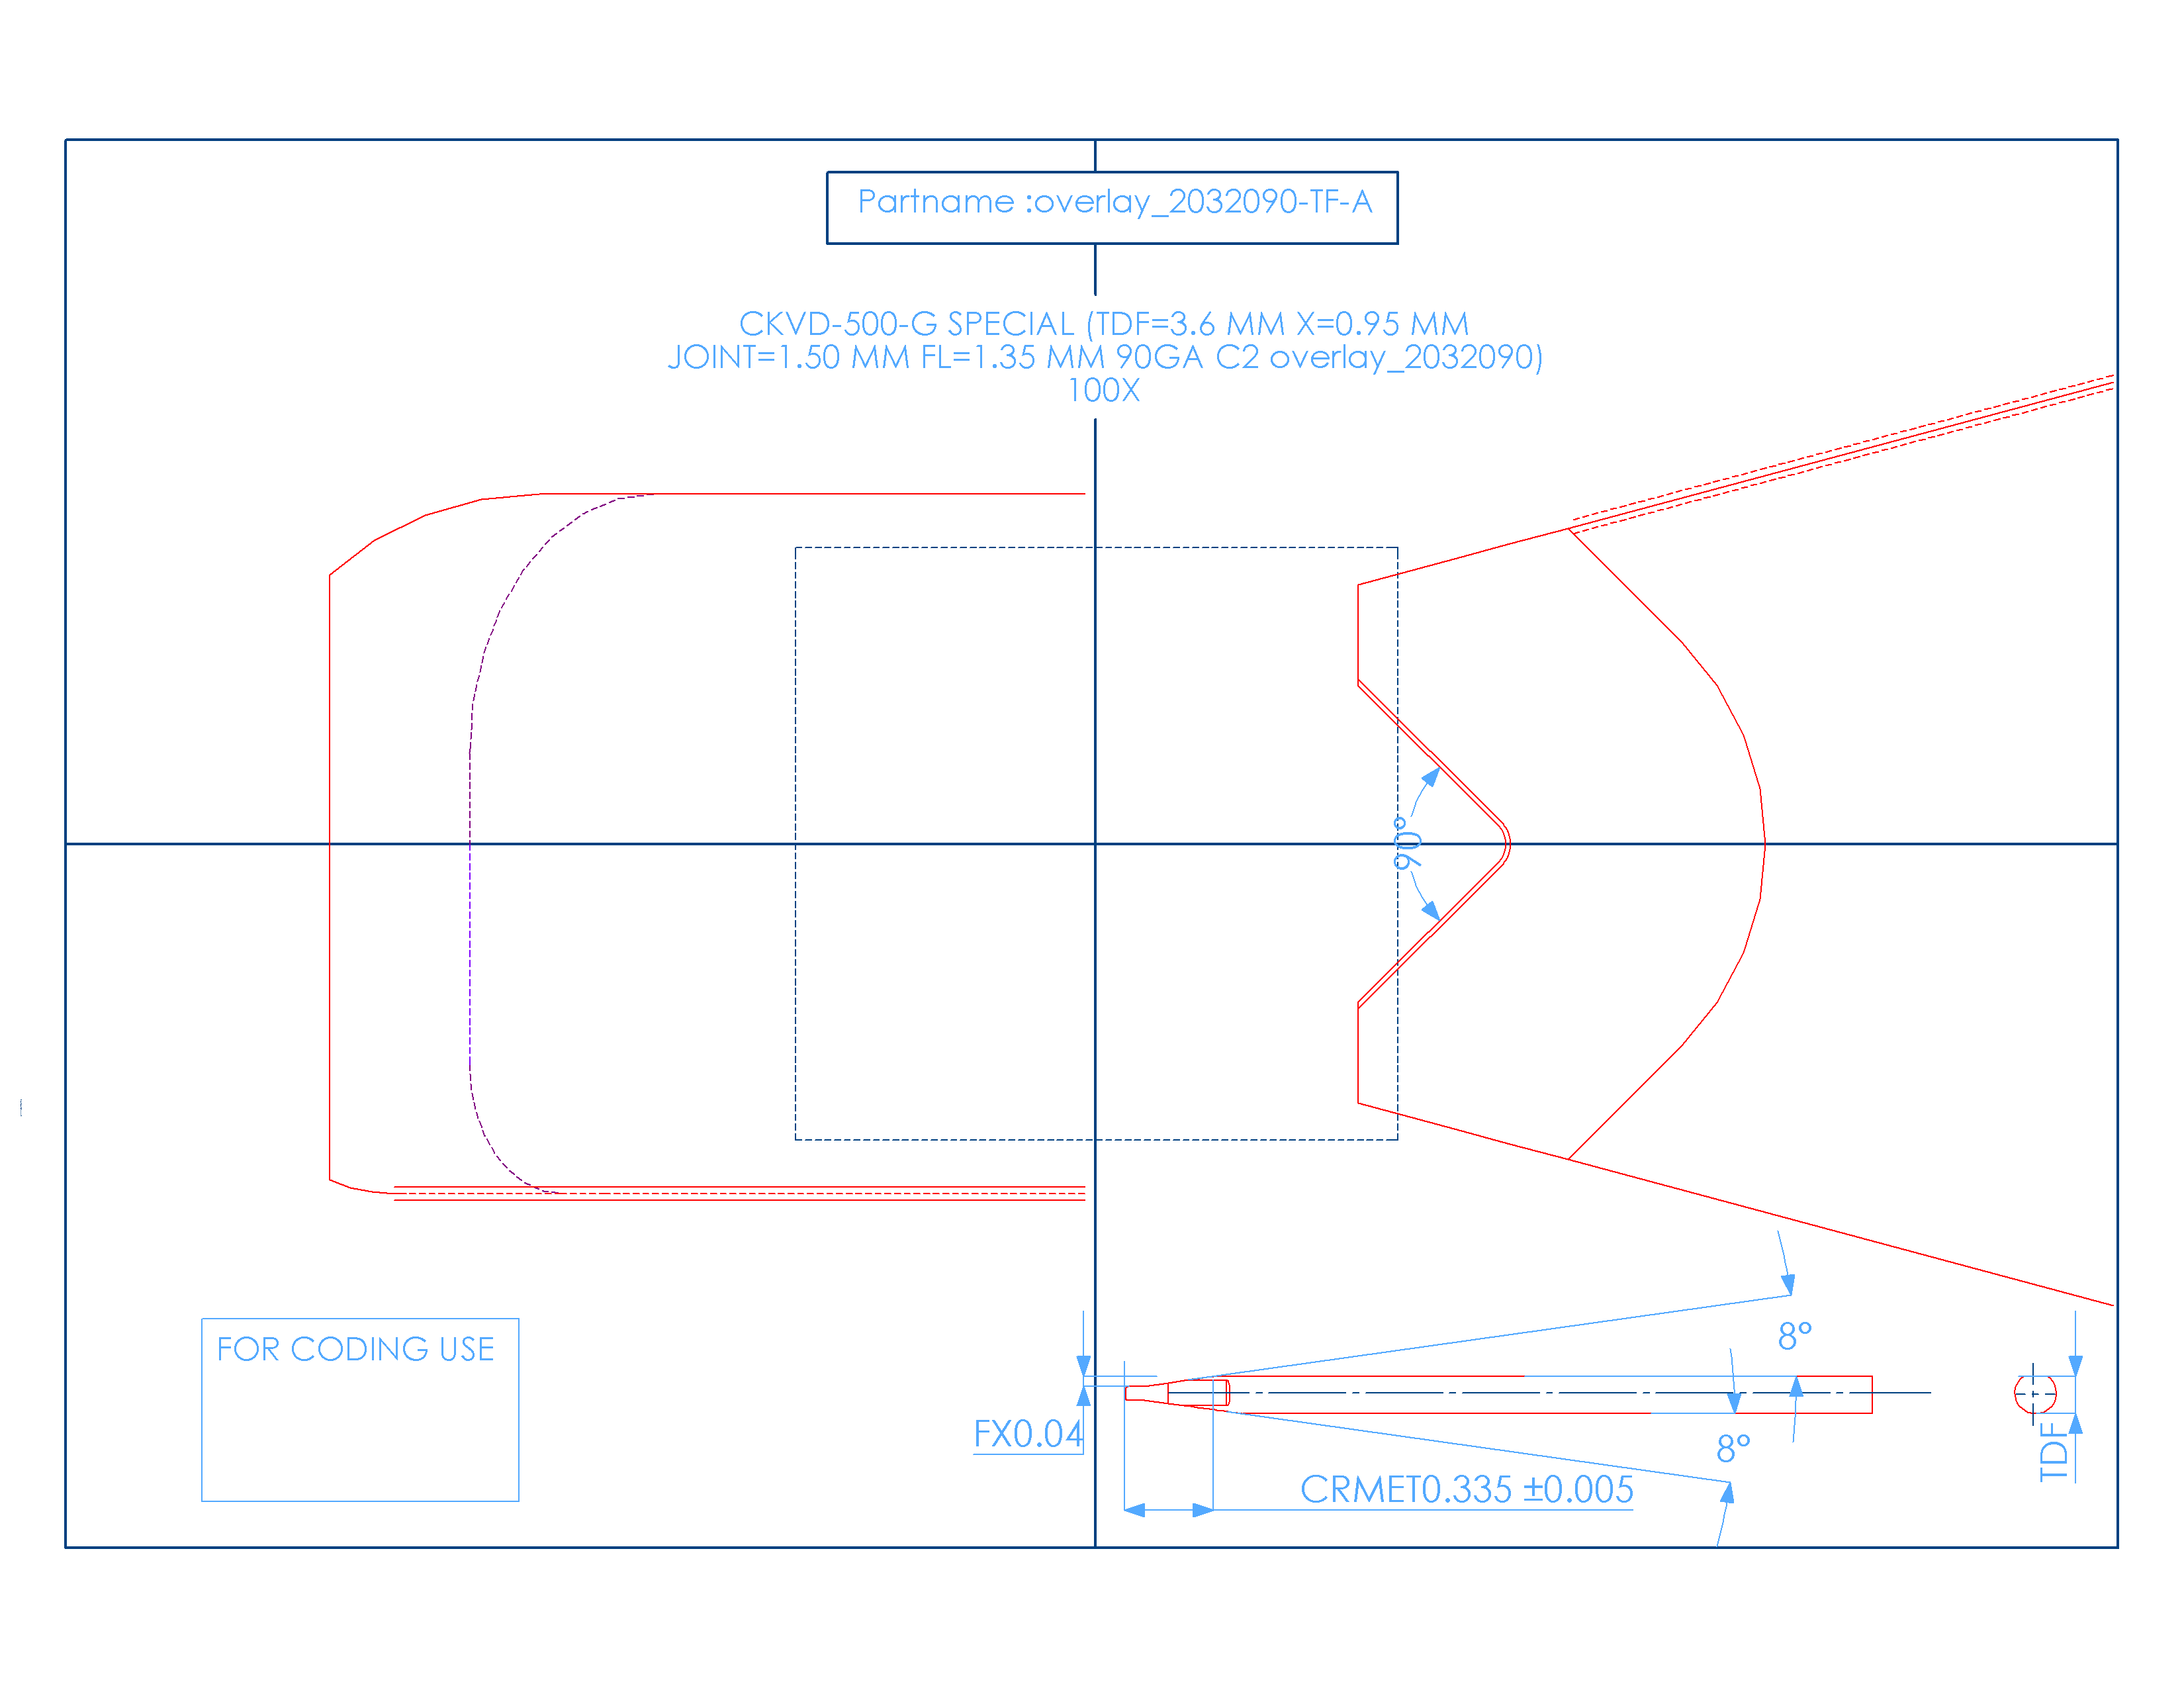 Partname :overlay_2032090-TF-A
CKVD-500-G SPECIAL (TDF=3.6 MM X=0.95 MM
JOINT=1.50 MM FL=1.35 MM 90GA C2 overlay_2032090)
100X
90°
FOR CODING USE
8°
FX0.04
8°
TDF
CRMET0.335 ±0.005